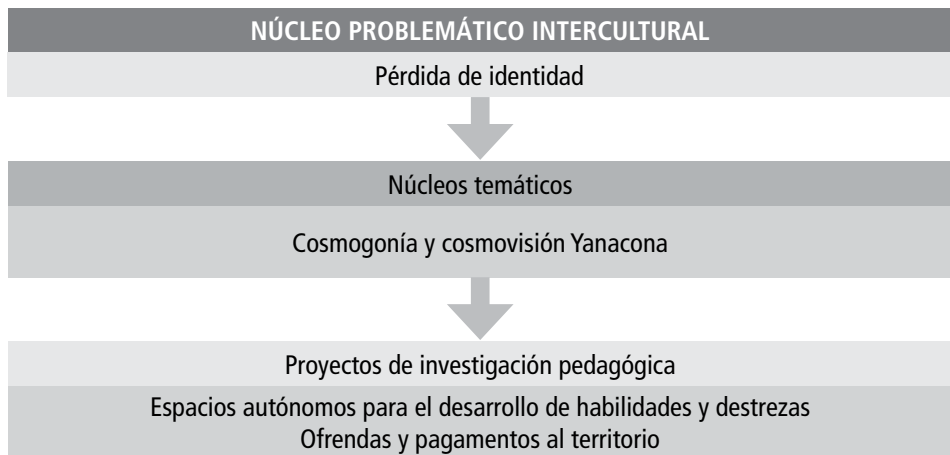 NÚCLEO PROBLEMÁTICO INTERCULTURAL
Pérdida de identidad
Núcleos temáticos
Cosmogonía y cosmovisión Yanacona
Proyectos de investigación pedagógica
Espacios autónomos para el desarrollo de habilidades y destrezas
Ofrendas y pagamentos al territorio